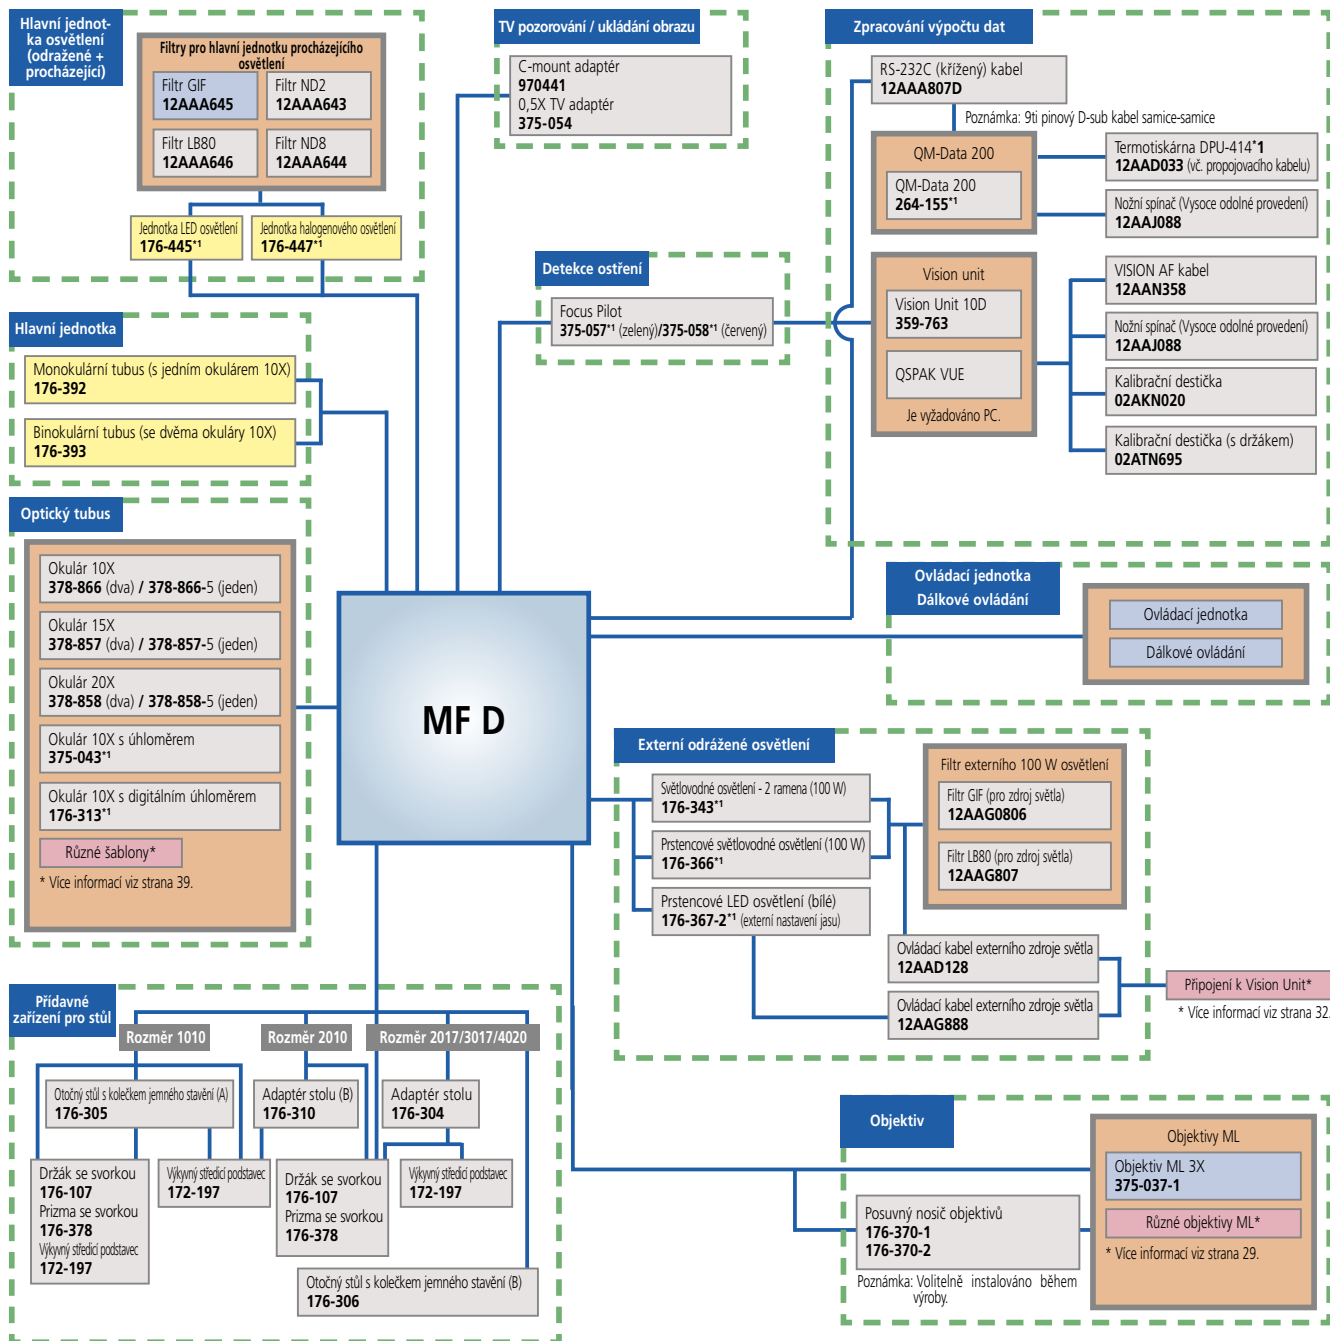 Hlavní jednot-
ka osvětlení
(odražené +
procházející)
Filtry pro hlavní jednotku procházejícího
osvětlení
Filtr GIF
12AAA645
Filtr ND2
12AAA643
Filtr LB80
12AAA646
Filtr ND8
12AAA644
Jednotka LED osvětlení
176-445*1
Jednotka halogenového osvětlení
176-447*1
TV pozorování / ukládání obrazu
C-mount adaptér
970441
0,5X TV adaptér
375-054
Zpracování výpočtu dat
RS-232C (křížený) kabel
12AAA807D
Poznámka: 9ti pinový D-sub kabel samice-samice
QM-Data 200
QM-Data 200
264-155*1
Termotiskárna DPU-414*1
12AAD033 (vč. propojovacího kabelu)
Nožní spínač (Vysoce odolné provedení)
12AAJ088
Vision unit
Vision Unit 10D
359-763
QSPAK VUE
Je vyžadováno PC.
VISION AF kabel
12AAN358
Nožní spínač (Vysoce odolné provedení)
12AAJ088
Kalibrační destička
02AKN020
Kalibrační destička (s držákem)
02ATN695
Detekce ostření
Focus Pilot
375-057*1 (zelený)/375-058*1 (červený)
Hlavní jednotka
Monokulární tubus (s jedním okulárem 10X)
176-392
Binokulární tubus (se dvěma okuláry 10X)
176-393
Optický tubus
Okulár 10X
378-866 (dva) / 378-866-5 (jeden)
Okulár 15X
378-857 (dva) / 378-857-5 (jeden)
Okulár 20X
378-858 (dva) / 378-858-5 (jeden)
Okulár 10X s úhloměrem
375-043*1
Okulár 10X s digitálním úhloměrem
176-313*1
Různé šablony*
* Více informací viz strana 39.
MF D
Ovládací jednotka
Dálkové ovládání
Ovládací jednotka
Dálkové ovládání
Externí odrážené osvětlení
Světlovodné osvětlení - 2 ramena (100 W)
176-343*1
Prstencové světlovodné osvětlení (100 W)
176-366*1
Prstencové LED osvětlení (bílé)
176-367-2*1 (externí nastavení jasu)
Filtr externího 100 W osvětlení
Filtr GIF (pro zdroj světla)
12AAG0806
Filtr LB80 (pro zdroj světla)
12AAG807
Ovládací kabel externího zdroje světla
12AAD128
Ovládací kabel externího zdroje světla
12AAG888
Připojení k Vision Unit*
* Více informací viz strana 32.
Přídavné
zařízení pro stůl
Rozměr 1010
Rozměr 2010
Rozměr 2017/3017/4020
Otočný stůl s kolečkem jemného stavění (A)
176-305
Adaptér stolu (B)
176-310
Adaptér stolu
176-304
Držák se svorkou
176-107
Prizma se svorkou
176-378
Výkyvný středicí podstavec
172-197
Výkyvný středicí podstavec
172-197
Držák se svorkou
176-107
Prizma se svorkou
176-378
Výkyvný středicí podstavec
172-197
Otočný stůl s kolečkem jemného stavění (B)
176-306
Objektiv
Posuvný nosič objektivů
176-370-1
176-370-2
Poznámka: Volitelně instalováno během
výroby.
Objektivy ML
Objektiv ML 3X
375-037-1
Různé objektivy ML*
* Více informací viz strana 29.